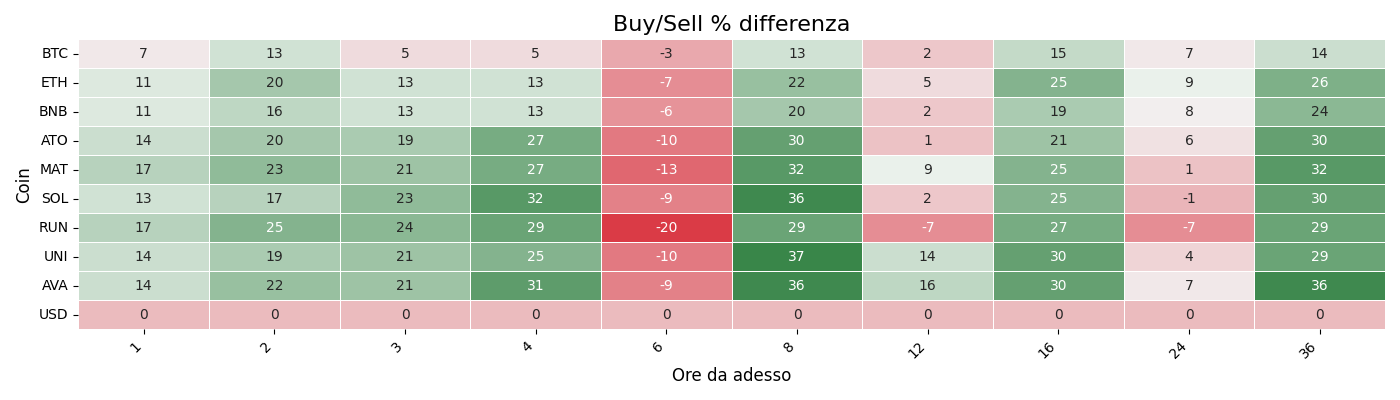 Buy/Sell % differenza
Coin
BTC 7 13 5 5 -3 13 2 15 7 14
ETH 11 20 13 13 -7 22 5 25 9 26
BNB 11 16 13 13 -6 20 2 19 8 24
ATO 14 20 19 27 -10 30 1 21 6 30
MAT 17 23 21 27 -13 32 9 25 1 32
SOL 13 17 23 32 -9 36 2 25 -1 30
RUN 17 25 24 29 -20 29 -7 27 -7 29
UNI 14 19 21 25 -10 37 14 30 4 29
AVA 14 22 21 31 -9 36 16 30 7 36
USD 0 0 0 0 0 0 0 0 0 0
1 2 3 4 6 8 12 16 24 36
Ore da adesso